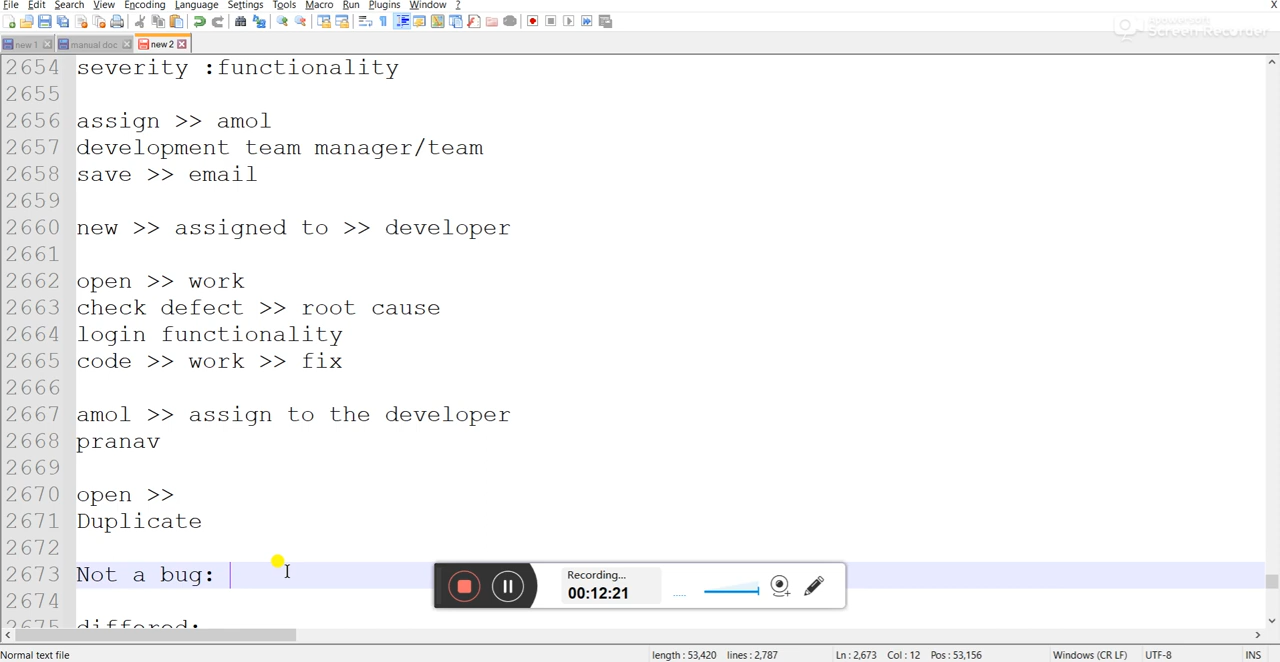 File Edit Search View Encoding Language Settings Tools Macro Run Plugins Window ? X
new 1 manual doc new 2
Apowersoft
Screen Recorder
2654 severity :functionality
2655
2656 assign >> amol
2657 development team manager/team
2658 save >> email
2659
2660 new >> assigned to >> developer
2661
2662 open >> work
2663 check defect >> root cause
2664 login functionality
2665 code >> work >> fix
2666
2667 amol >> assign to the developer
2668 pranav
2669
2670 open >>
2671 Duplicate
2672
2673 Not a bug:
2674
2675 differed:
Recording...
00:12:21
Normal text file length : 53,420 lines : 2,787 Ln : 2,673 Col : 12 Pos : 53,156 Windows (CR LF) UTF-8 INS